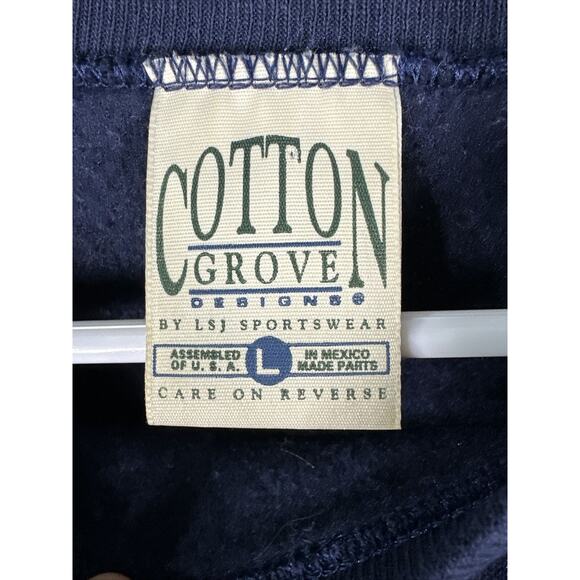 COTTON
GROVE
DESIGNS®
BY LSJ SPORTSWEAR
ASSEMBLED L IN MEXICO
OF U. S. A. MADE PARTS
CARE ON REVERSE